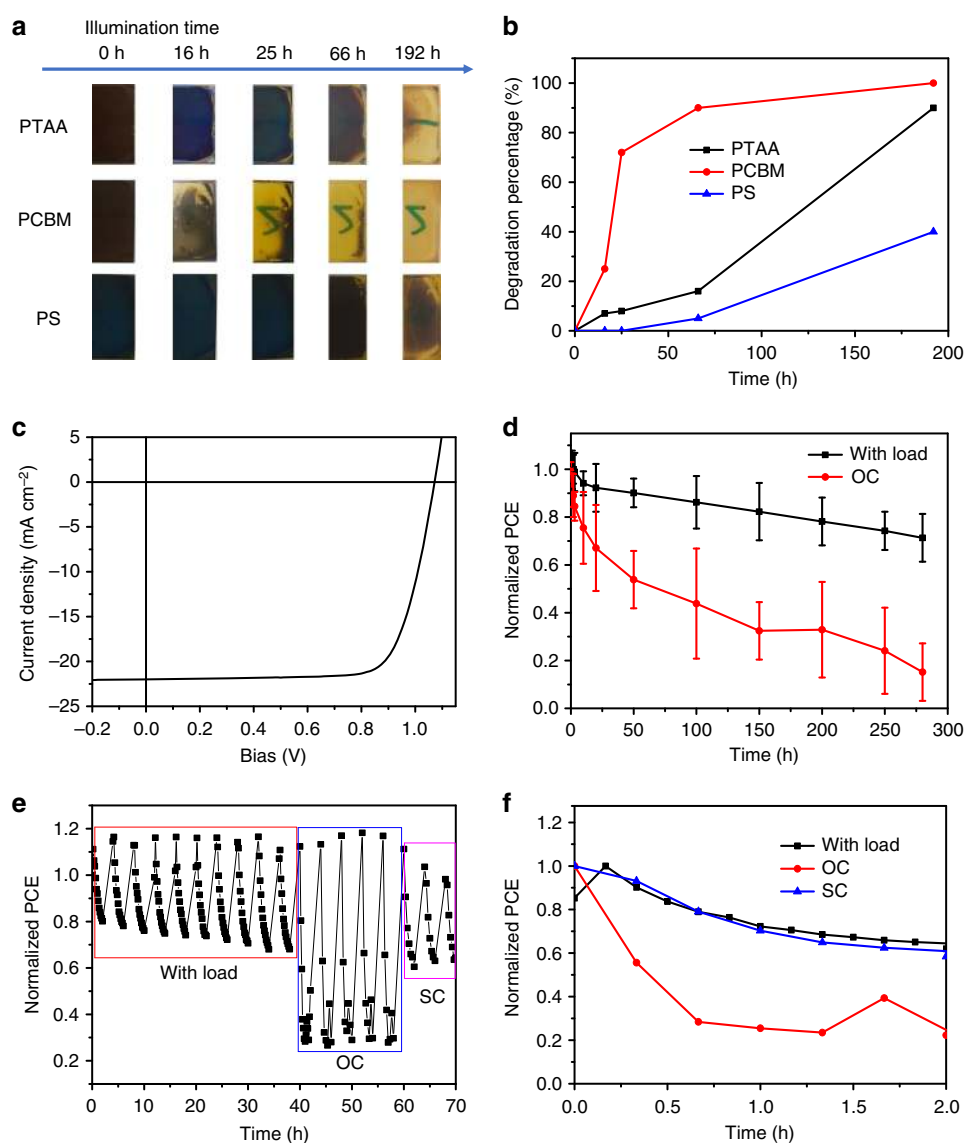 a
Illumination time
0 h 16 h 25 h 66 h 192 h
PTAA
PCBM
PS
b
Degradation percentage (%)
100
80
60
40
20
0
0 50 100 150 200
Time (h)
PTAA
PCBM
PS
c
Current density (mA cm⁻²)
5
0
−5
−10
−15
−20
−25
−0.2 0.0 0.2 0.4 0.6 0.8 1.0
Bias (V)
d
Normalized PCE
1.0
0.8
0.6
0.4
0.2
0.0
0 50 100 150 200 250 300
Time (h)
With load
OC
e
Normalized PCE
1.2
1.0
0.8
0.6
0.4
0.2
0 10 20 30 40 50 60 70
Time (h)
With load
OC
SC
f
Normalized PCE
1.2
1.0
0.8
0.6
0.4
0.2
0.0
0.0 0.5 1.0 1.5 2.0
Time (h)
With load
OC
SC